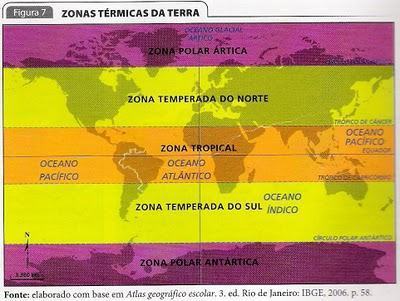 Figura 7
ZONAS TÉRMICAS DA TERRA
OCEANO GLACIAL
ÁRTICO
ZONA POLAR ÁRTICA
ZONA TEMPERADA DO NORTE
TRÓPICO DE CÂNCER
ZONA TROPICAL
OCEANO
PACÍFICO
EQUADOR
OCEANO
PACÍFICO
OCEANO
ATLÂNTICO
TRÓPICO DE CAPRICÓRNIO
ZONA TEMPERADA DO SUL
OCEANO
ÍNDICO
CÍRCULO POLAR ANTÁRTICO
N
ZONA POLAR ANTÁRTICA
Fonte: elaborado com base em Atlas geográfico escolar. 3. ed. Rio de Janeiro: IBGE, 2006. p. 58.